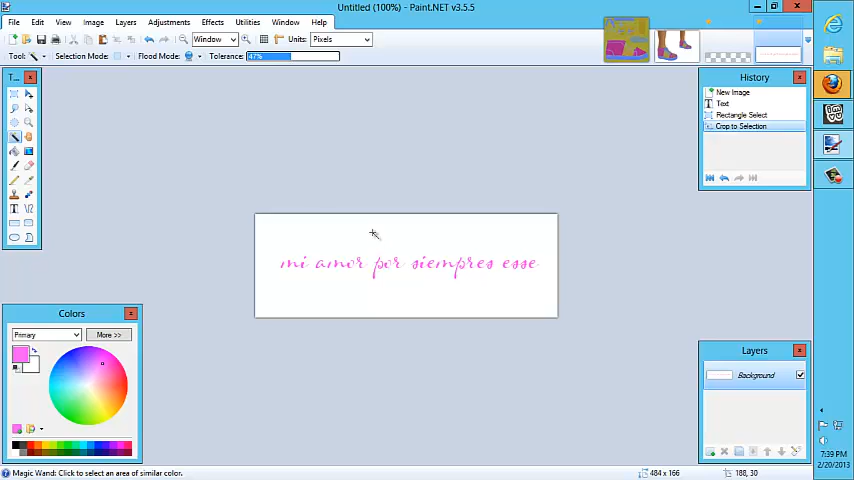 Untitled (100%) - Paint.NET v3.5.5
File Edit View Image Layers Adjustments Effects Utilities Window Help
Window Units: Pixels
Tool: Selection Mode: Flood Mode: Tolerance: 47%
T...
History
New Image
Text
Rectangle Select
Crop to Selection
mi amor por siempres esse
Colors
Primary More >>
Layers
Background
Magic Wand: Click to select an area of similar color.
484 x 166
188, 30
7:39 PM
2/20/2013